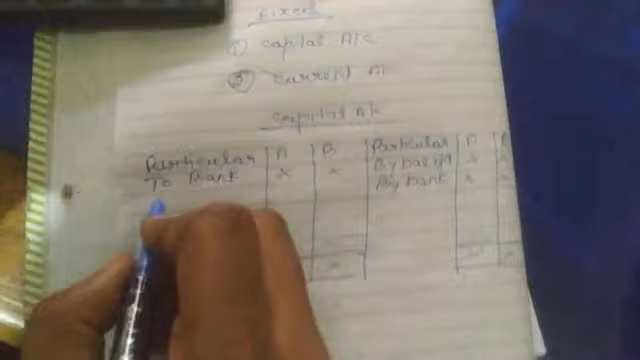 Fixed
① Capital A/C
② Current A/
Capital A/c
Particular A B Particular A
To Bank x x By bal b/d x
By Bank x